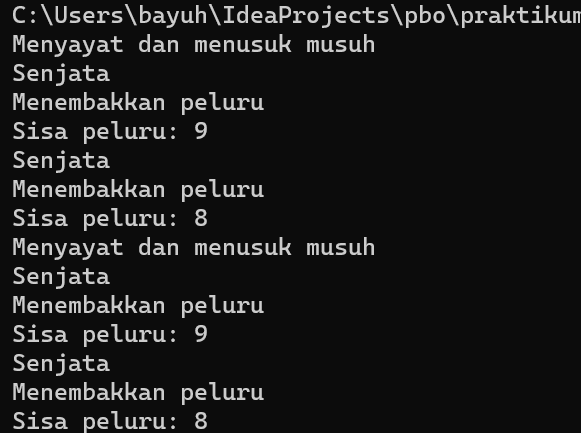 C:\Users\bayuh\IdeaProjects\pbo\praktikum
Menyayat dan menusuk musuh
Senjata
Menembakkan peluru
Sisa peluru: 9
Senjata
Menembakkan peluru
Sisa peluru: 8
Menyayat dan menusuk musuh
Senjata
Menembakkan peluru
Sisa peluru: 9
Senjata
Menembakkan peluru
Sisa peluru: 8